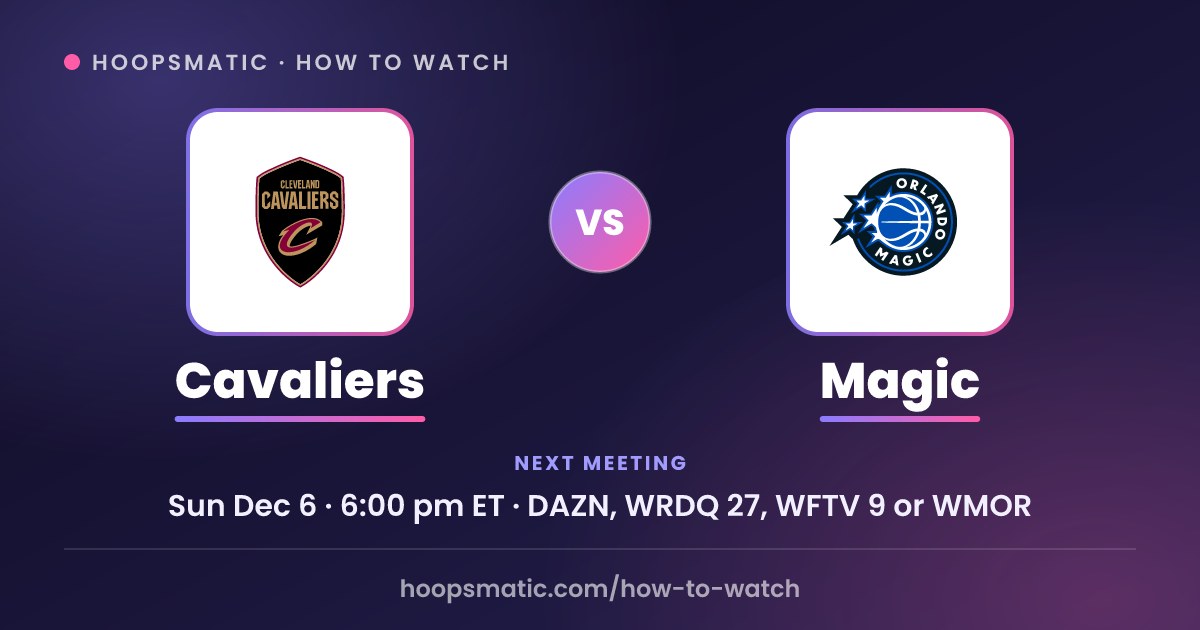 HOOPSMATIC · HOW TO WATCH
CLEVELAND
CAVALIERS
C
VS
ORLANDO
MAGIC
Cavaliers
Magic
NEXT MEETING
Sun Dec 6 · 6:00 pm ET · DAZN, WRDQ 27, WFTV 9 or WMOR
hoopsmatic.com/how-to-watch